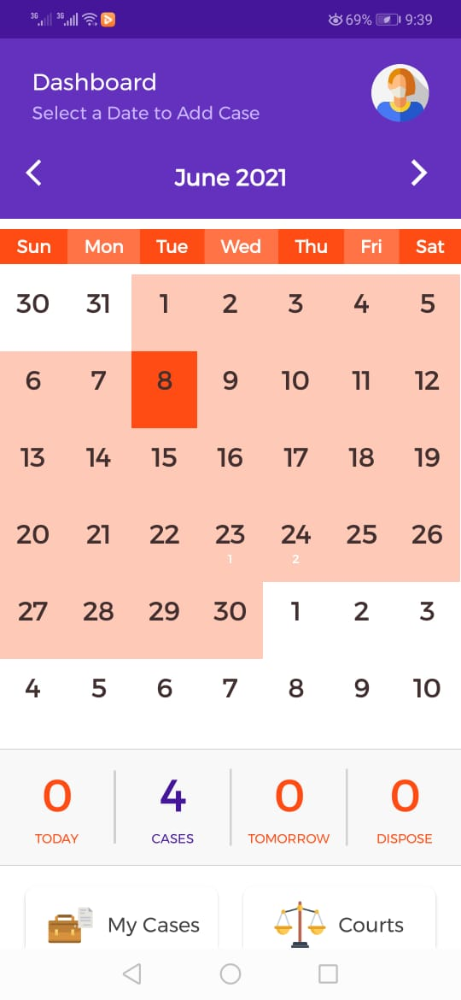 3G 3G 69% 9:39
Dashboard
Select a Date to Add Case
June 2021
Sun Mon Tue Wed Thu Fri Sat
30 31 1 2 3 4 5
6 7 8 9 10 11 12
13 14 15 16 17 18 19
20 21 22 23 24 25 26
1 2
27 28 29 30 1 2 3
4 5 6 7 8 9 10
0 4 0 0
TODAY CASES TOMORROW DISPOSE
My Cases Courts